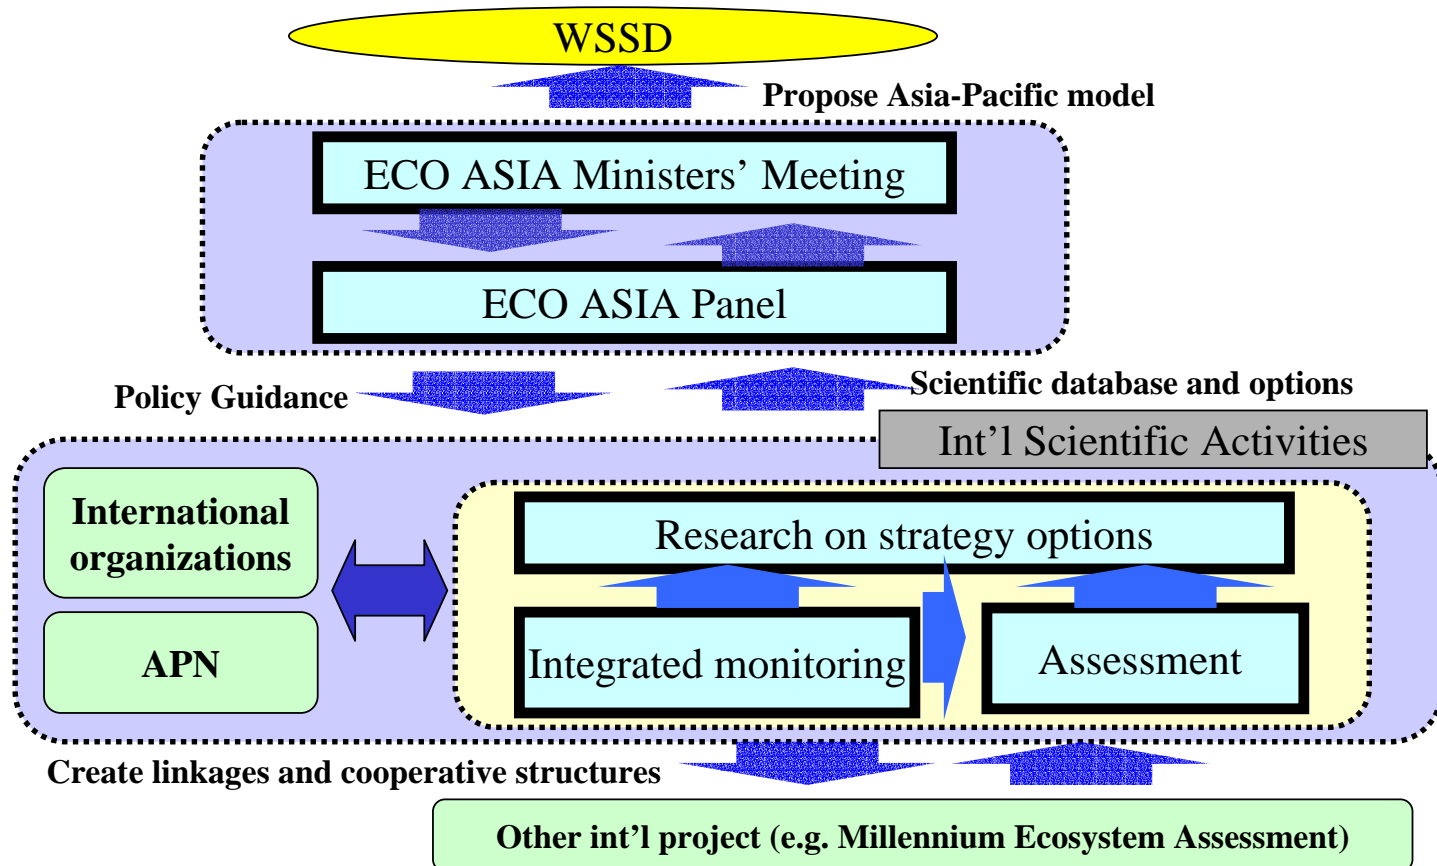 WSSD
Propose Asia-Pacific model
ECO ASIA Ministers’ Meeting
ECO ASIA Panel
Policy Guidance
Scientific database and options
Int’l Scientific Activities
International
organizations
APN
Research on strategy options
Integrated monitoring
Assessment
Create linkages and cooperative structures
Other int’l project (e.g. Millennium Ecosystem Assessment)